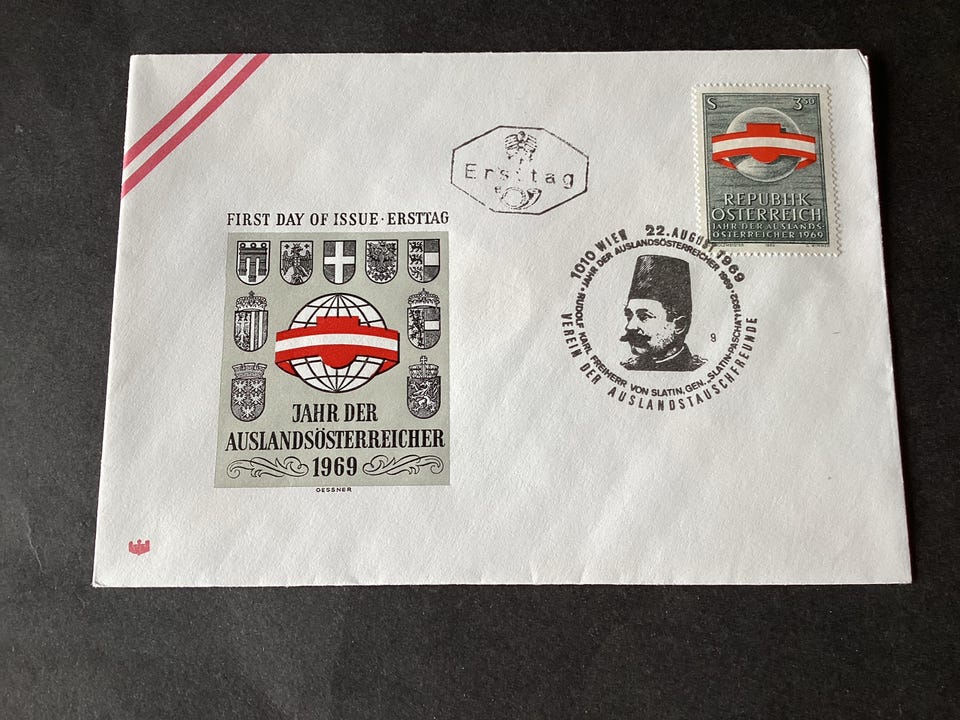 Ersttag
S 3.50
REPUBLIK
ÖSTERREICH
JAHR DER AUSLANDS-
ÖSTERREICHER 1969
1969
FIRST DAY OF ISSUE·ERSTTAG
JAHR DER
AUSLANDSÖSTERREICHER
1969
GESSNER
1010 WIEN 22. AUGUST 1969
· JAHR DER AUSLANDSÖSTERREICHER 1969 ·
RUDOLF KARL FREIHERR VON SLATIN, GEN. „SLATIN-PASCHA" †1932
9
VEREIN DER AUSLANDSTAUSCHFREUNDE